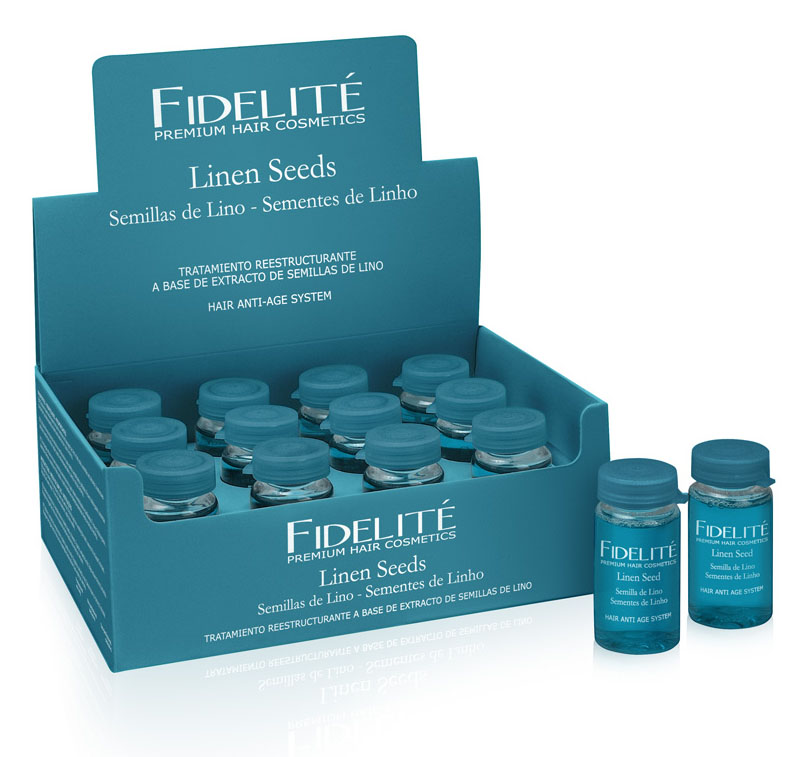 FIDELITÉ
PREMIUM HAIR COSMETICS
Linen Seeds
Semillas de Lino - Sementes de Linho
TRATAMIENTO REESTRUCTURANTE
A BASE DE EXTRACTO DE SEMILLAS DE LINO
HAIR ANTI-AGE SYSTEM
FIDELITÉ
PREMIUM HAIR COSMETICS
Linen Seeds
Semillas de Lino - Sementes de Linho
TRATAMIENTO REESTRUCTURANTE A BASE DE EXTRACTO DE SEMILLAS DE LINO
FIDELITÉ
PREMIUM HAIR COSMETICS
Linen Seed
Semilla de Lino
Sementes de Linho
HAIR ANTI AGE SYSTEM
FIDELITÉ
PREMIUM HAIR COSMETICS
Linen Seed
Semilla de Lino
Sementes de Linho
HAIR ANTI AGE SYSTEM